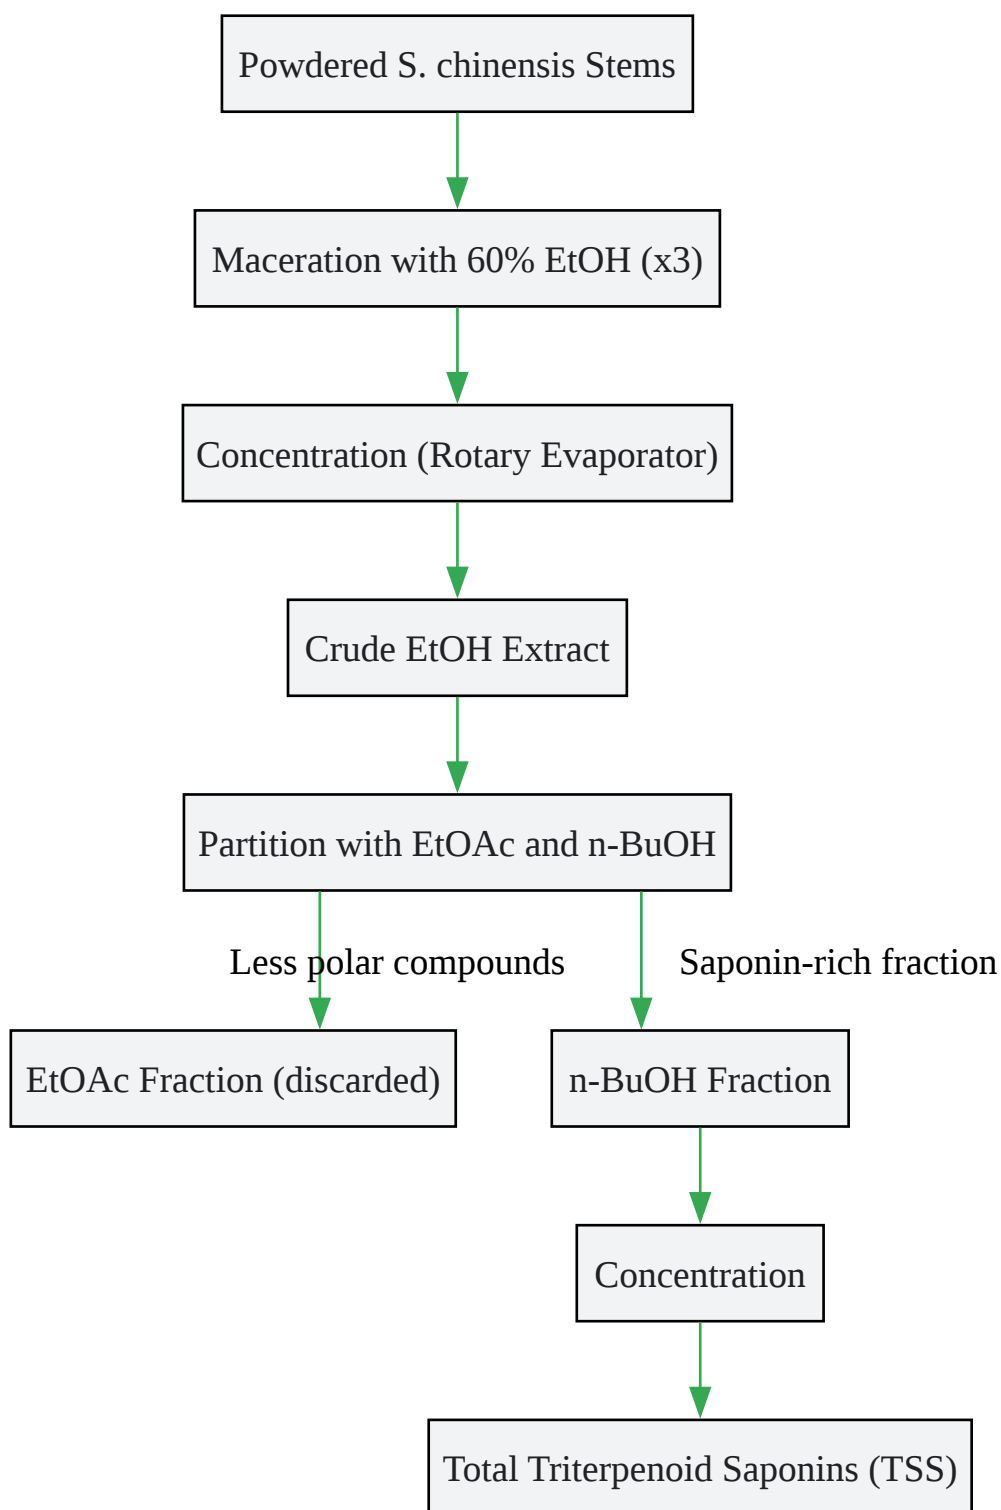 Powdered S. chinensis Stems
Maceration with 60% EtOH (x3)
Concentration (Rotary Evaporator)
Crude EtOH Extract
Partition with EtOAc and n-BuOH
Less polar compounds
Saponin-rich fraction
EtOAc Fraction (discarded)
n-BuOH Fraction
Concentration
Total Triterpenoid Saponins (TSS)